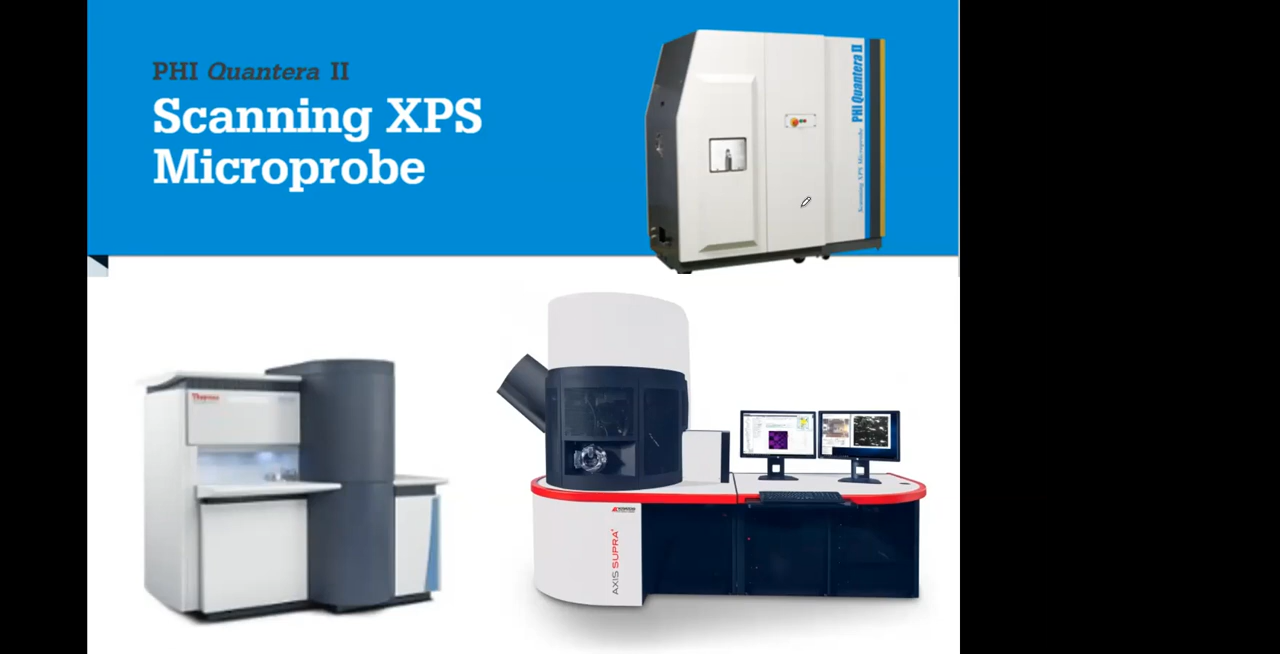 PHI Quantera II
Scanning XPS
Microprobe
PHI Quantera II
Scanning XPS Microprobe
Thermo
AXIS SUPRA+